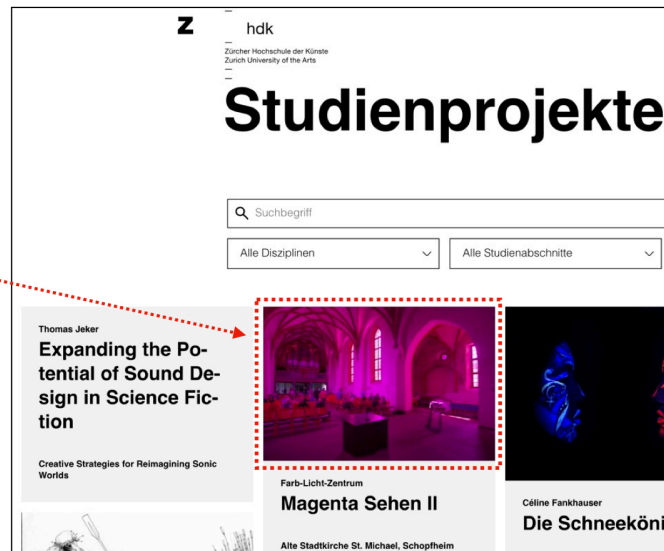 Z
hdk
Zürcher Hochschule der Künste
Zurich University of the Arts
Studienprojekte
Suchbegriff
Alle Disziplinen
Alle Studienabschnitte
Thomas Jeker
Expanding the Po-
tential of Sound De-
sign in Science Fic-
tion
Creative Strategies for Reimagining Sonic
Worlds
Farb-Licht-Zentrum
Magenta Sehen II
Alte Stadtkirche St. Michael, Schopfheim
Céline Fankhauser
Die Schneeköni